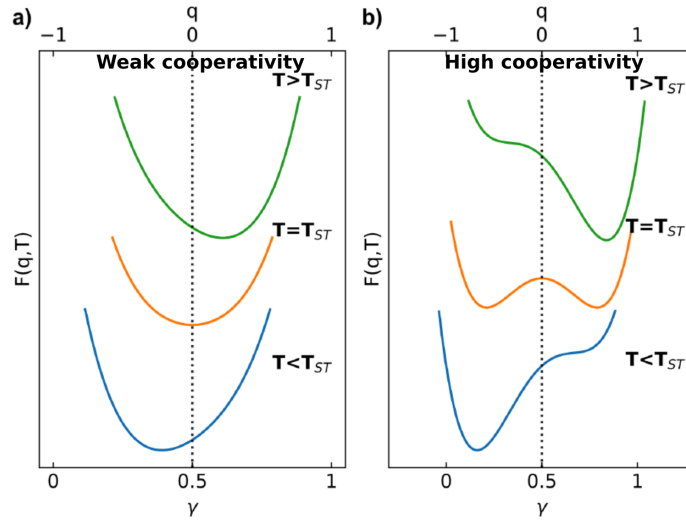 a)
q
−1 0 1
Weak cooperativity
T>T_ST
T=T_ST
T<T_ST
F(q,T)
0 0.5 1
γ
b)
q
−1 0 1
High cooperativity
T>T_ST
T=T_ST
T<T_ST
F(q,T)
0 0.5 1
γ